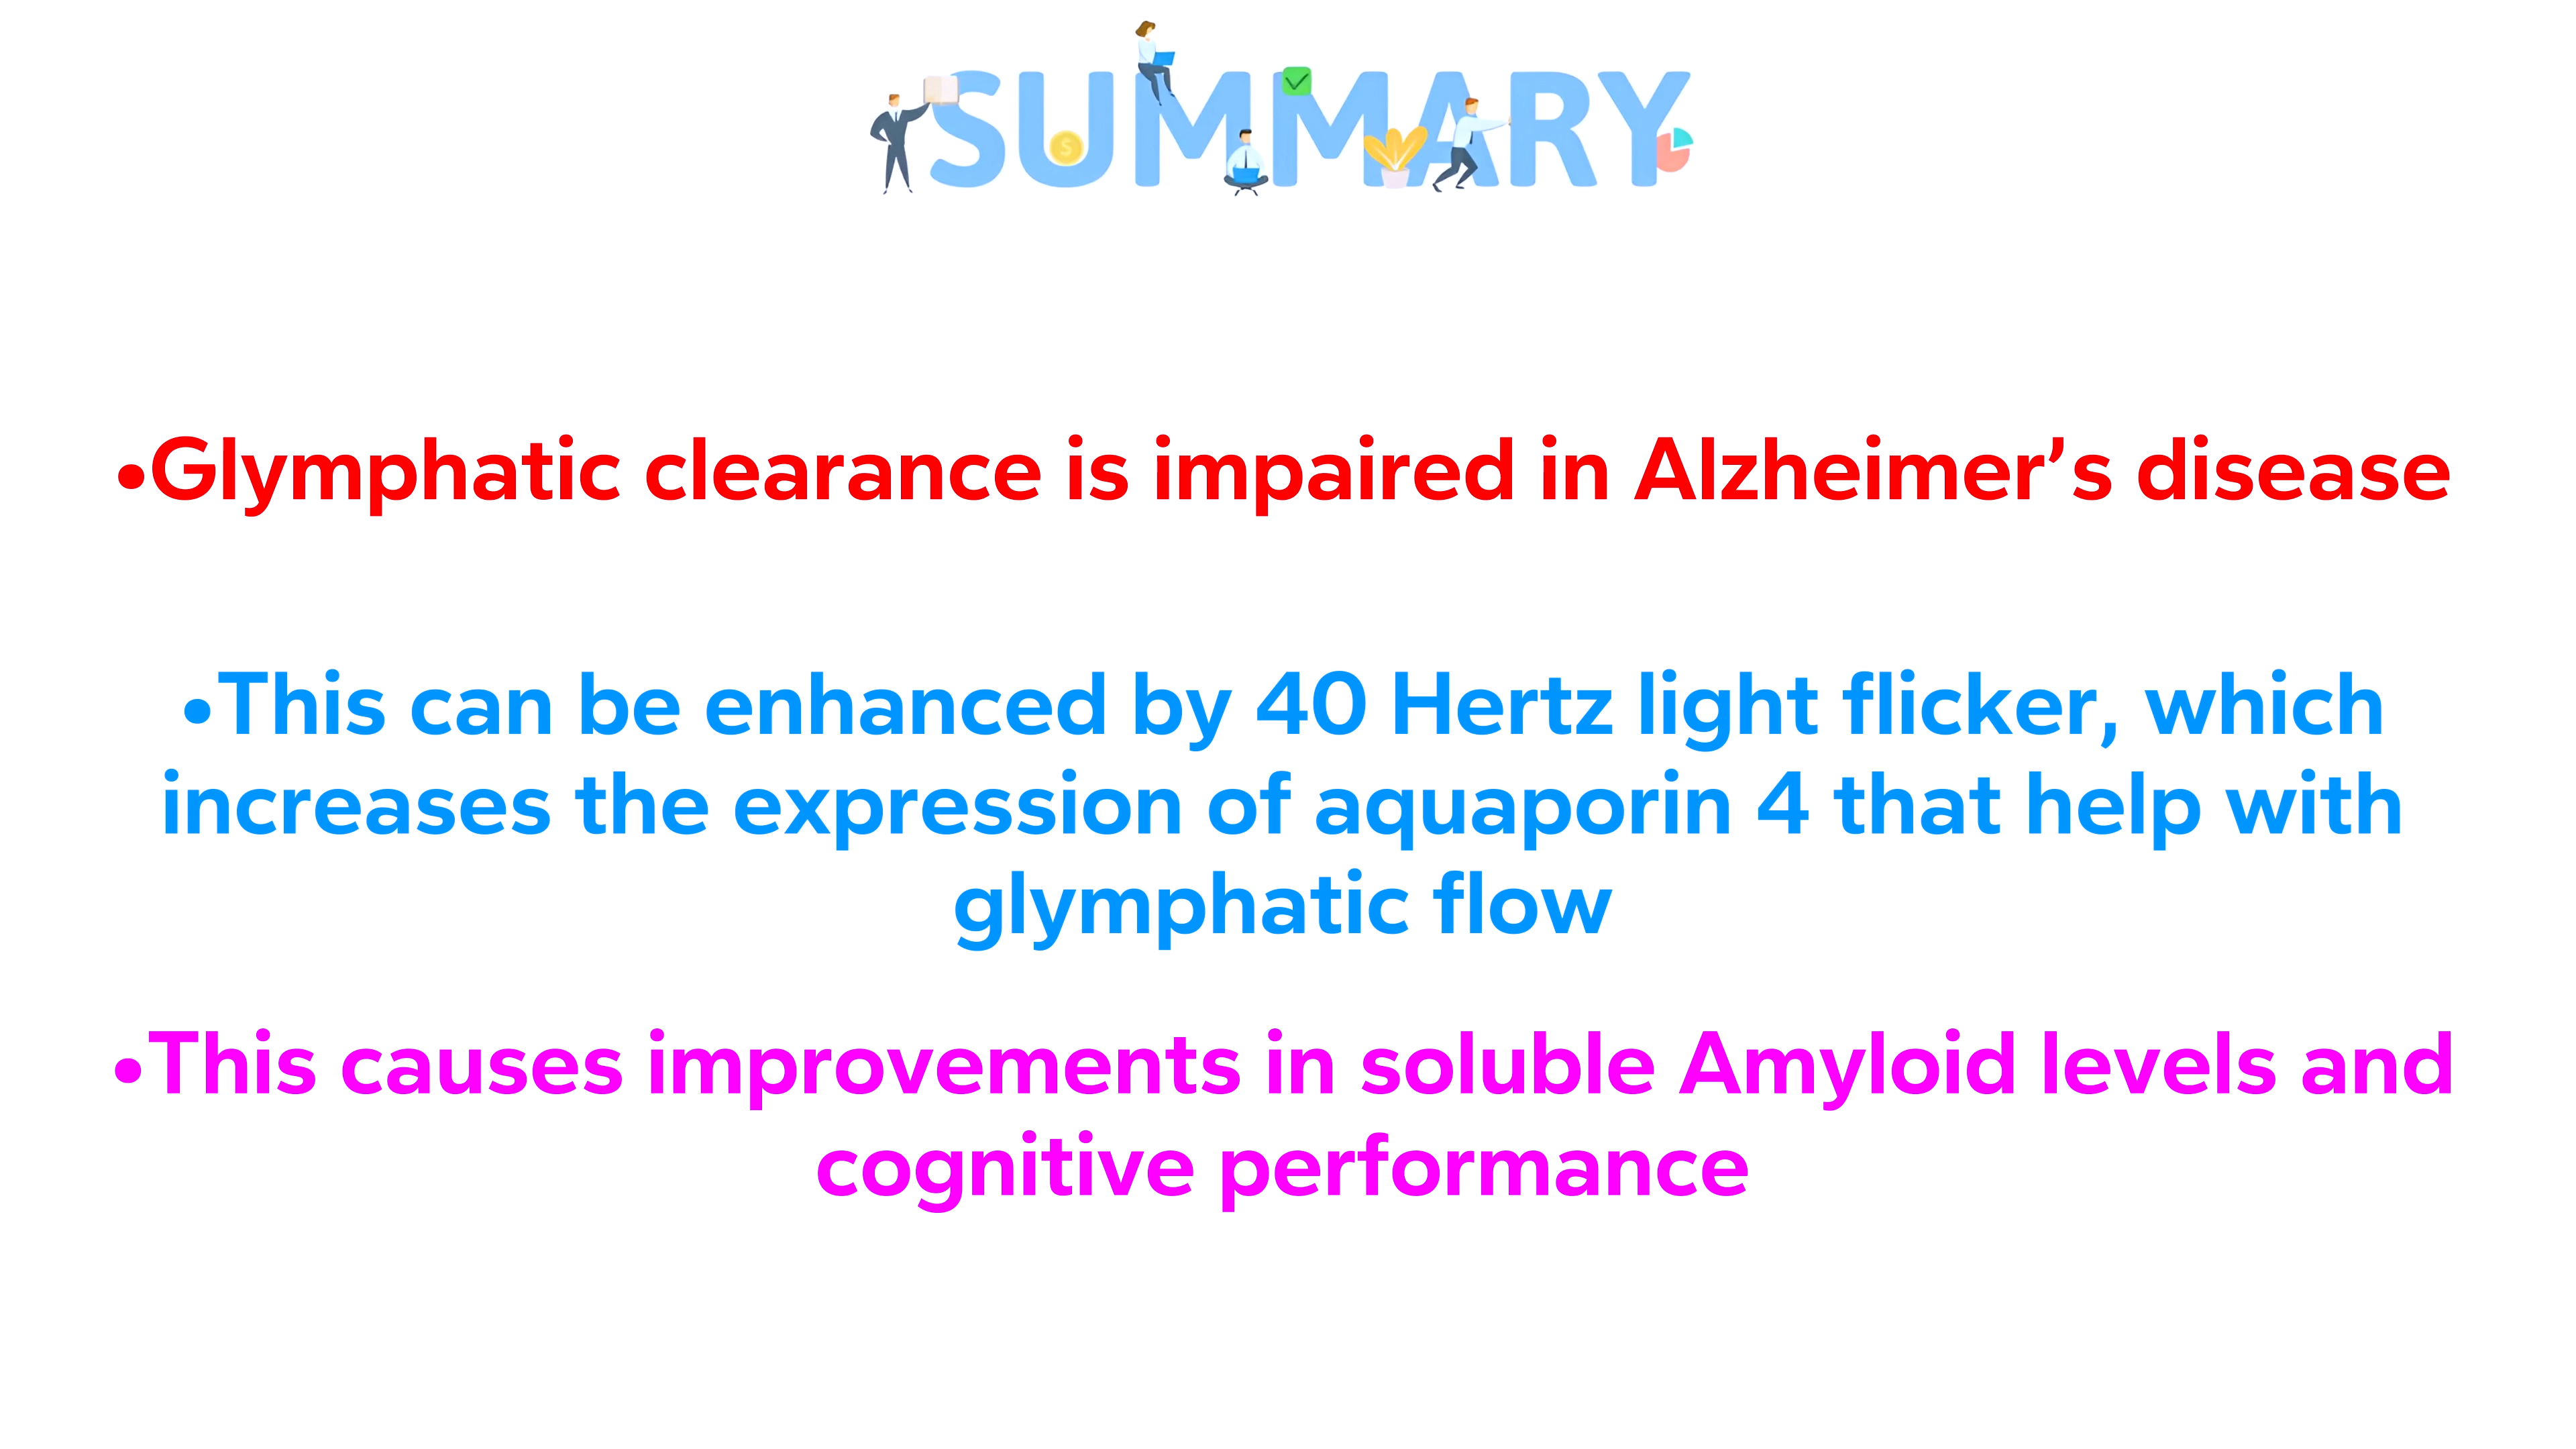 SUMMARY
•Glymphatic clearance is impaired in Alzheimer’s disease
•This can be enhanced by 40 Hertz light flicker, which
increases the expression of aquaporin 4 that help with
glymphatic flow
•This causes improvements in soluble Amyloid levels and
cognitive performance